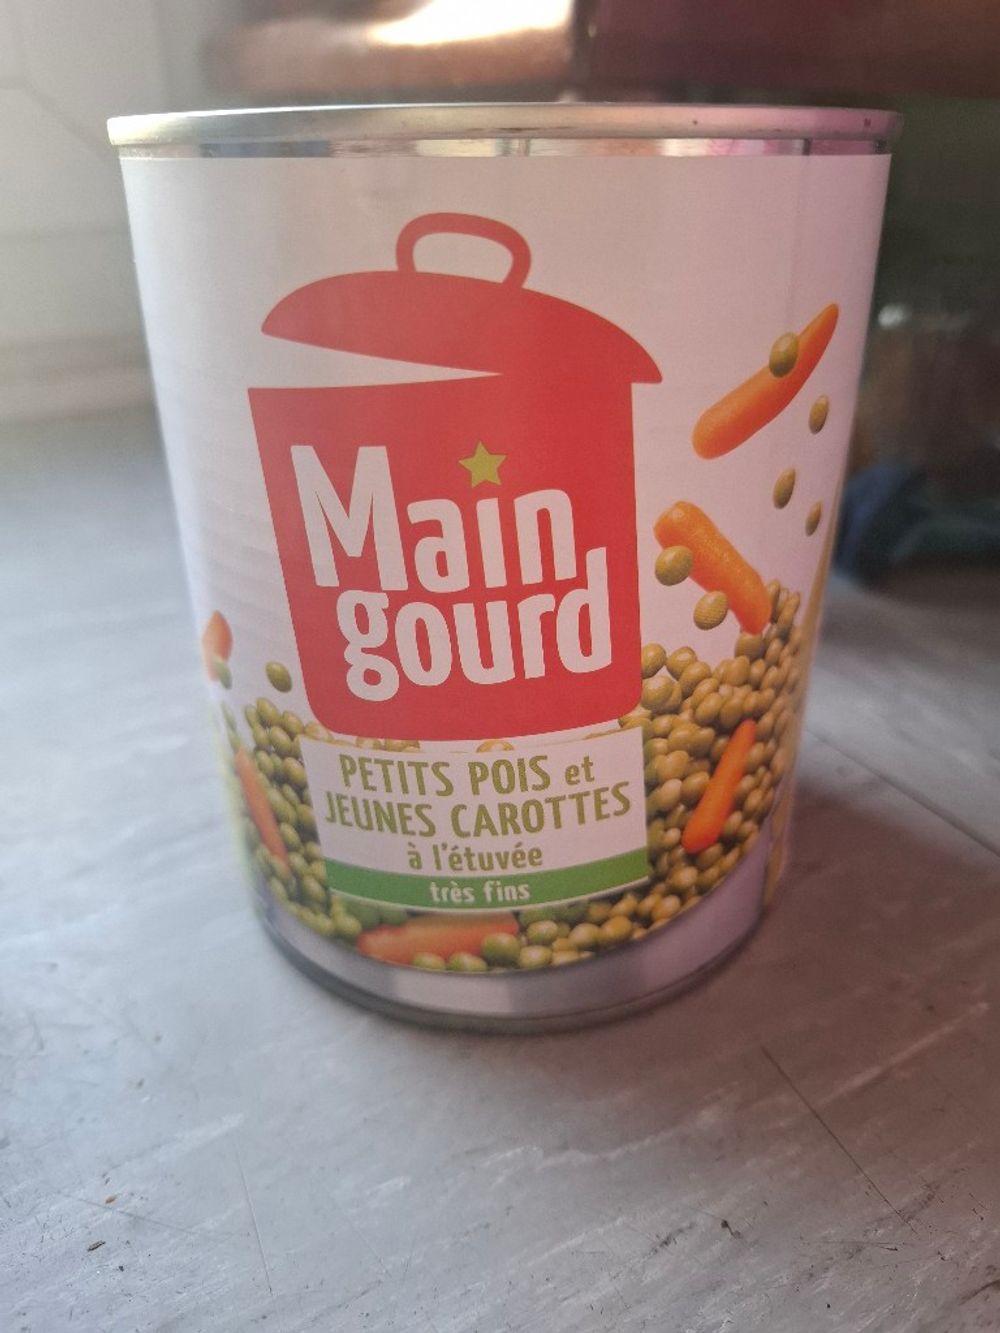 Main
gourd
PETITS POIS et
JEUNES CAROTTES
à l'étuvée
très fins